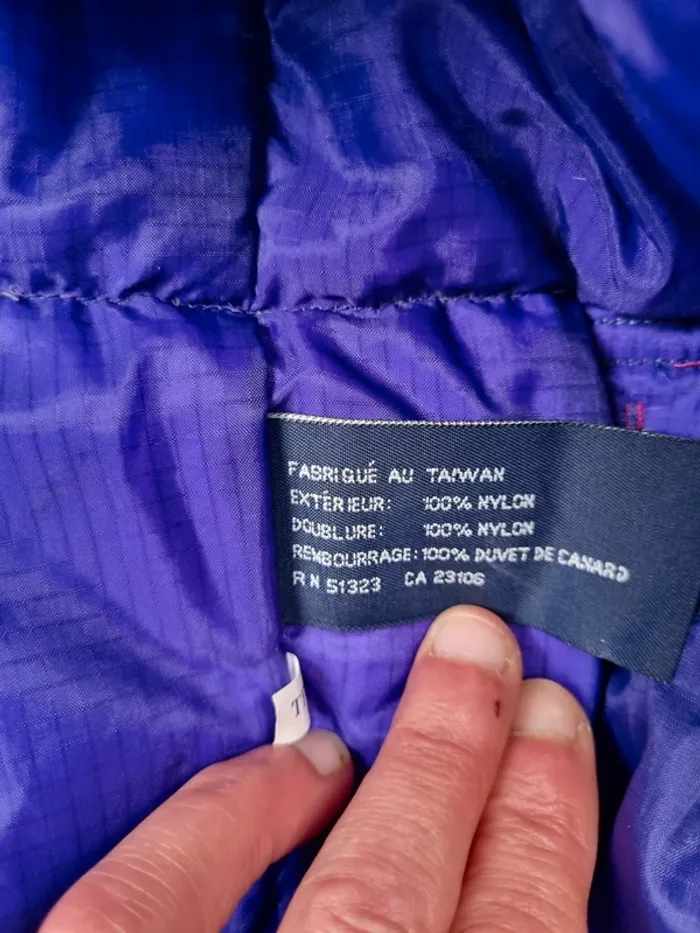 FABRIQUÉ AU TAIWAN
EXTÉRIEUR: 100% NYLON
DOUBLURE: 100% NYLON
REMBOURRAGE: 100% DUVET DE CANARD
RN 51323 CA 23106